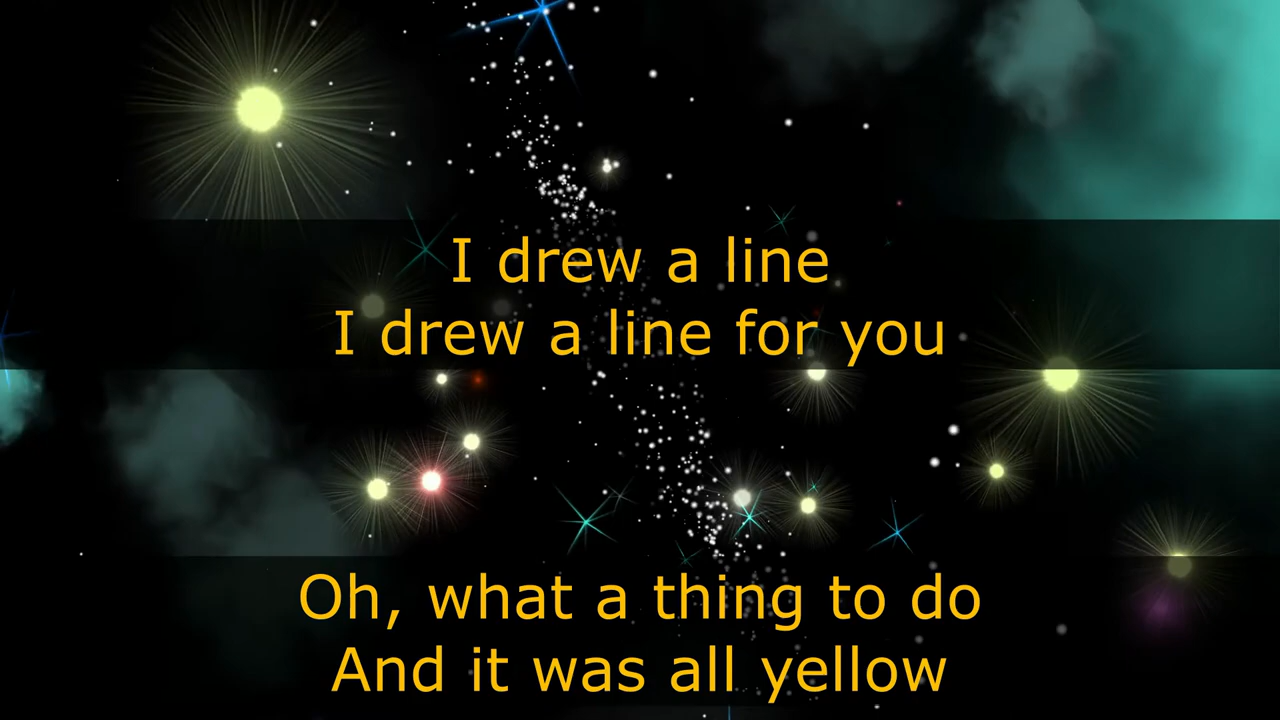 I drew a line
I drew a line for you
Oh, what a thing to do
And it was all yellow